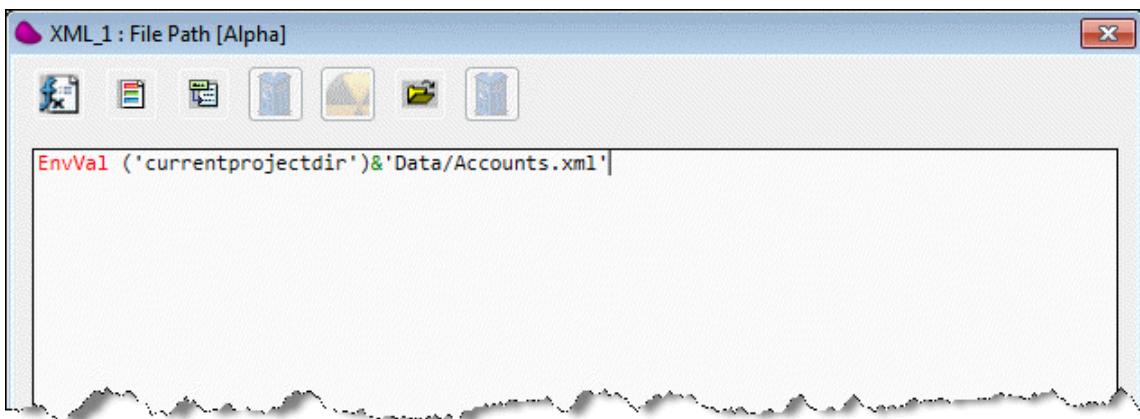 XML_1 : File Path [Alpha]
EnvVal ('currentprojectdir')&'Data/Accounts.xml'